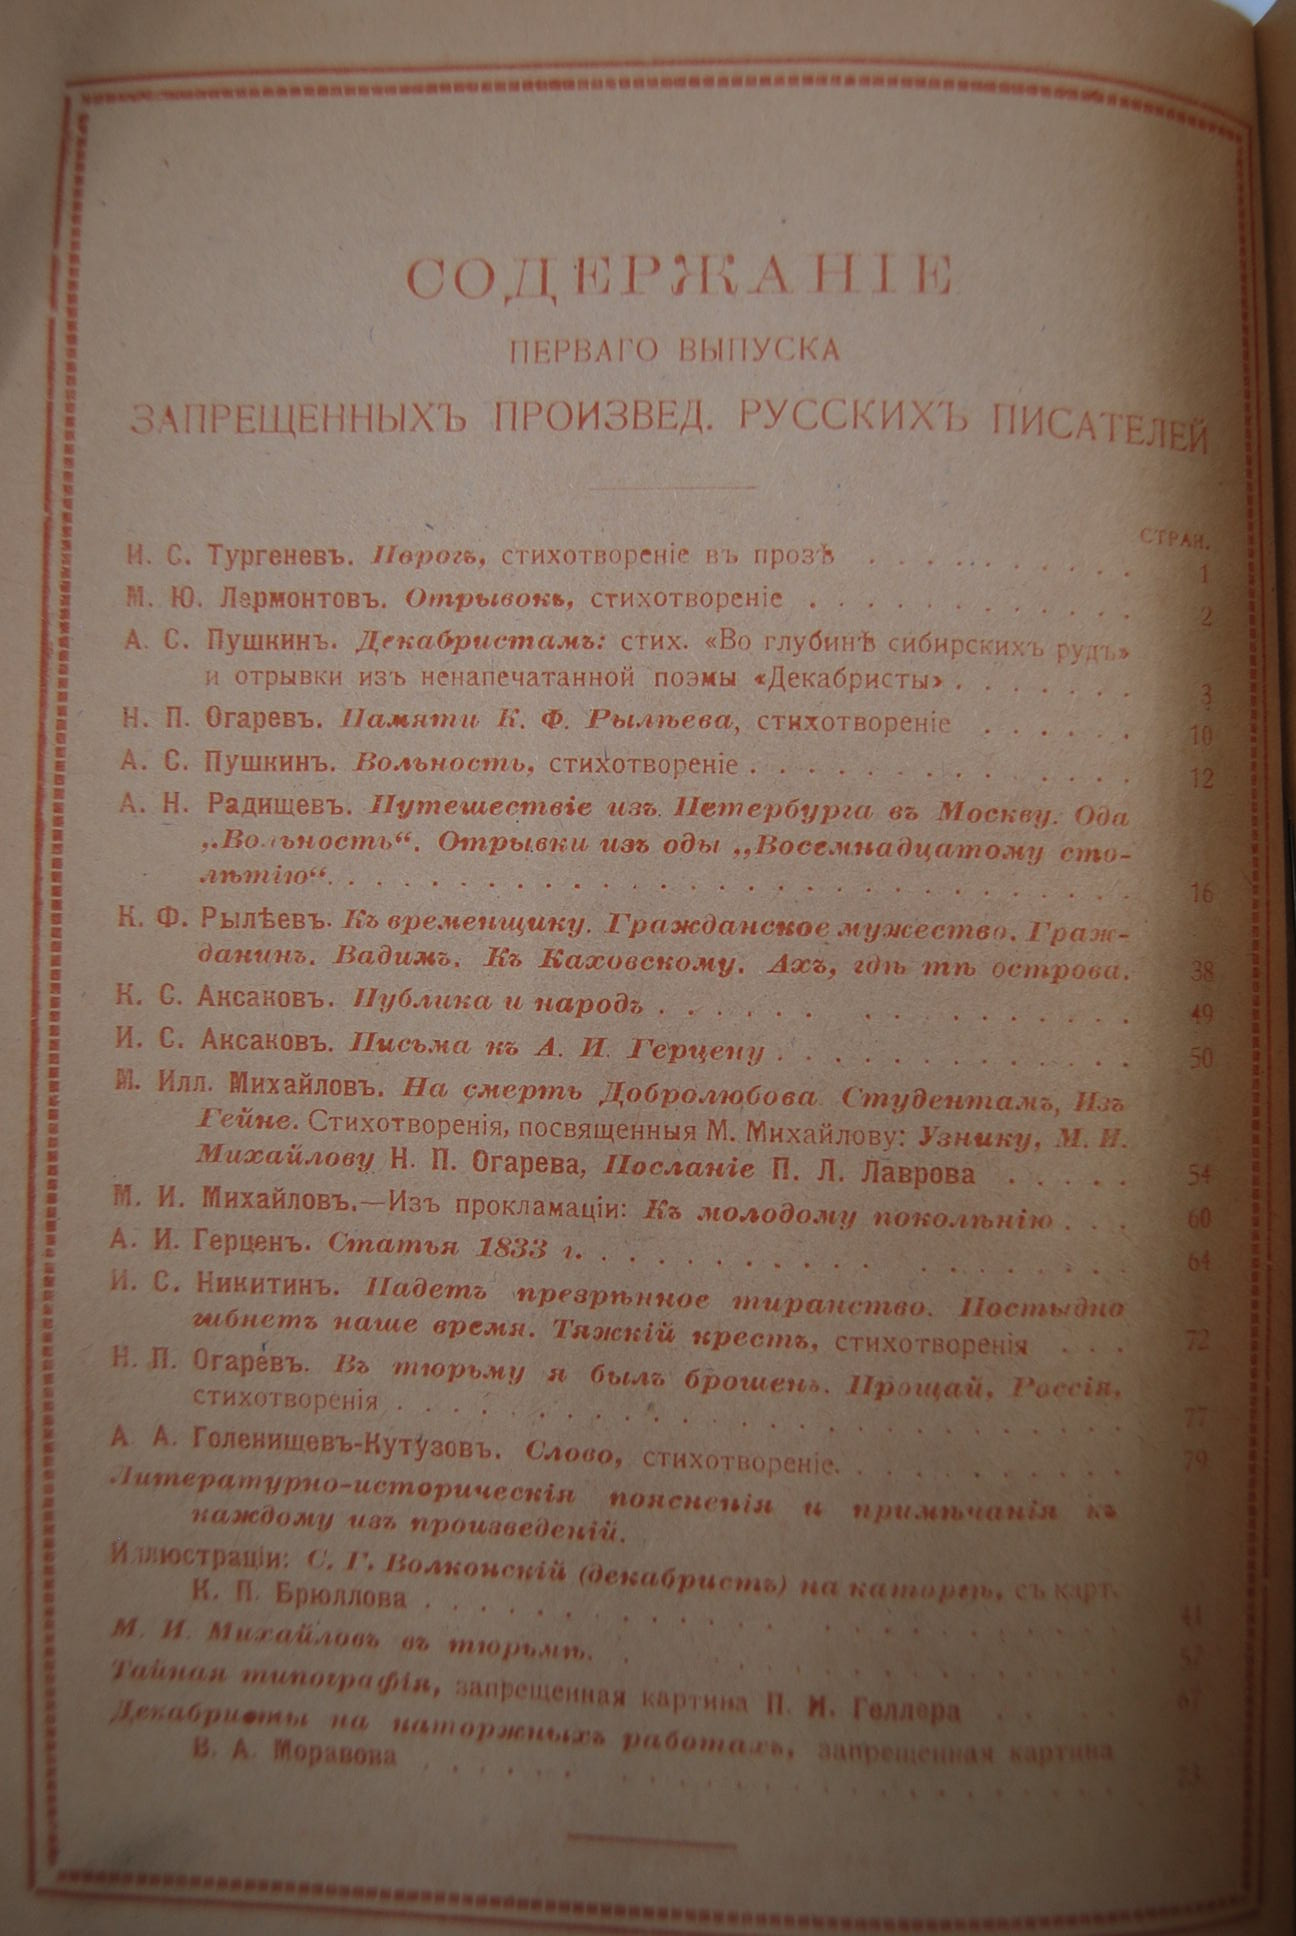 СОДЕРЖАНІЕ
ПЕРВАГО ВЫПУСКА
ЗАПРЕЩЕННЫХЪ ПРОИЗВЕД. РУССКИХЪ ПИСАТЕЛЕЙ
СТРАН.
И. С. Тургеневъ. Порогъ, стихотвореніе въ прозѣ . . . . . . . . . . 1
М. Ю. Лермонтовъ. Отрывокъ, стихотвореніе . . . . . . . . . . . . 2
А. С. Пушкинъ. Декабристамъ: стих. «Во глубинѣ сибирскихъ рудъ»
и отрывки изъ ненапечатанной поэмы «Декабристы» . . . . . . . 3
Н. П. Огаревъ. Памяти К. Ф. Рылѣева, стихотвореніе . . . . . . 10
А. С. Пушкинъ. Вольность, стихотвореніе . . . . . . . . . . . . . 12
А. Н. Радищевъ. Путешествіе изъ Петербурга въ Москву. Ода
„Вольность“. Отрывки изъ оды „Восемнадцатому сто-
лѣтію“. . . . . . . . . . . . . . . . . . . . . . . . 16
К. Ф. Рылѣевъ. Къ временщику. Гражданское мужество. Граж-
данинъ. Вадимъ. Къ Каховскому. Ахъ, гдѣ тѣ острова. 38
К. С. Аксаковъ. Публика и народъ . . . . . . . . . . . . . . 49
И. С. Аксаковъ. Письма къ А. И. Герцену . . . . . . . . . . . 50
М. Илл. Михайловъ. На смерть Добролюбова. Студентамъ, Изъ
Гейне. Стихотворенія, посвященныя М. Михайлову: Узнику, М. И.
Михайлову Н. П. Огарева, Посланіе П. Л. Лаврова . . . . . 54
М. И. Михайловъ.—Изъ прокламаціи: Къ молодому поколѣнію . . . 60
А. И. Герценъ. Статья 1833 г. . . . . . . . . . . . . . . 64
И. С. Никитинъ. Падетъ презрѣнное тиранство. Постыдно
гибнетъ наше время. Тяжкій крестъ, стихотворенія . . . 72
Н. П. Огаревъ. Въ тюрьму я былъ брошенъ. Прощай, Россія,
стихотворенія . . . . . . . . . . . . . . . . . . . 77
А. А. Голенищевъ-Кутузовъ. Слово, стихотвореніе. . . . . . . . . . 79
Литературно-историческія поясненія и примѣчанія къ
каждому изъ произведеній.
Иллюстраціи: С. Г. Волконскій (декабристъ) на каторгѣ, съ карт.
К. П. Брюллова . . . . . . . . . . . . . . . . . 41
М. И. Михайловъ въ тюрьмѣ. . . . . . . . . . . . 57
Тайная типографія, запрещенная картина П. И. Геллера . . . . 67
Декабристы на каторжныхъ работахъ, запрещенная картина
В. А. Моравова . . . . . . . . . . . . . . . . .